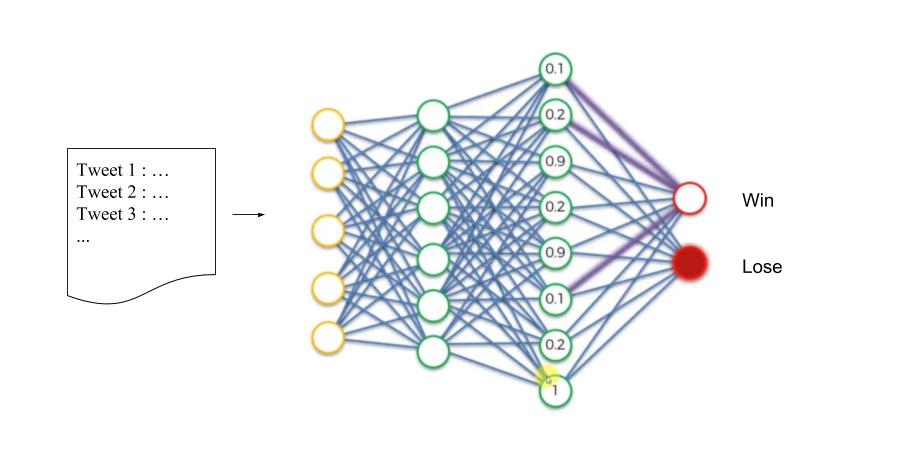 Tweet 1 : …
Tweet 2 : …
Tweet 3 : …
...
0.1
0.2
0.9
0.2
0.9
0.1
0.2
1
Win
Lose